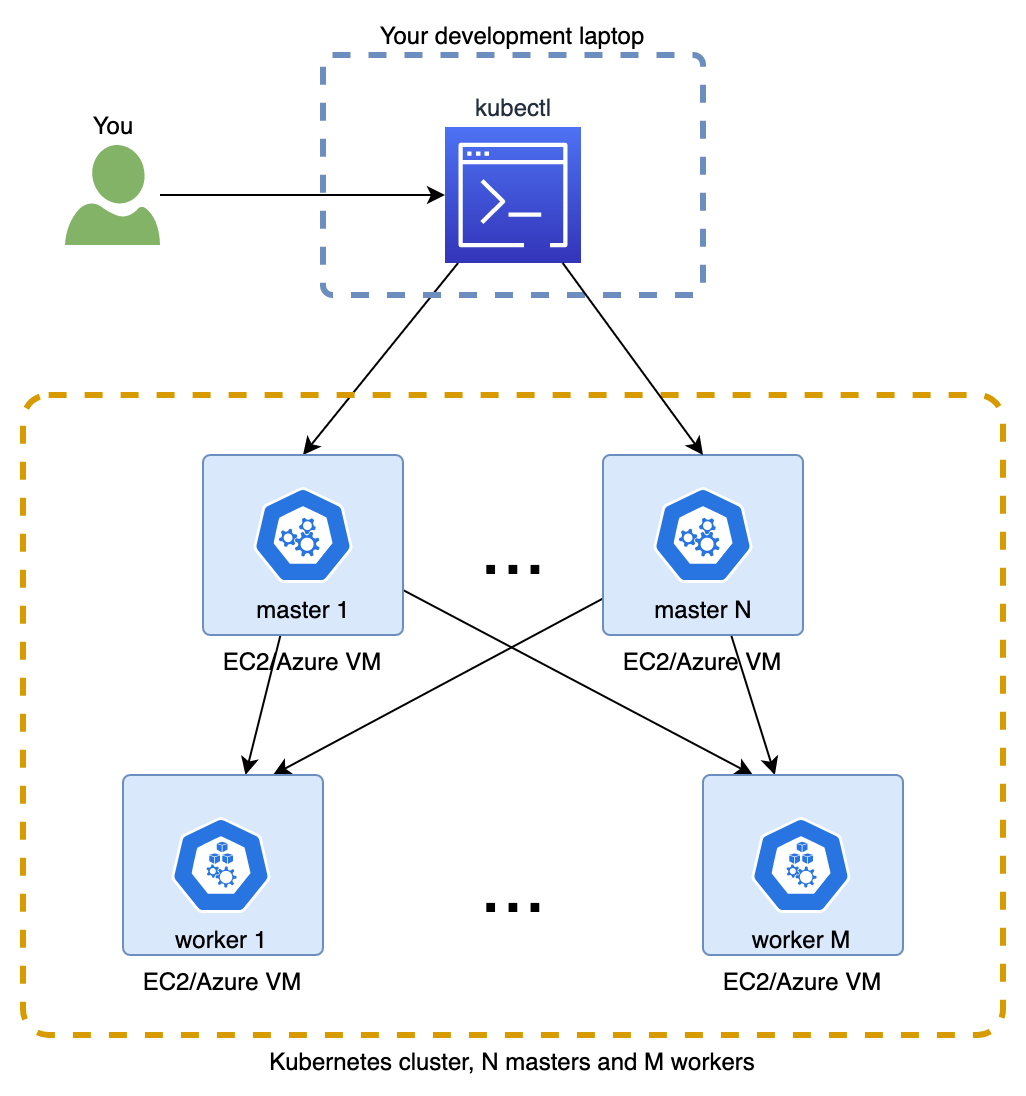 Your development laptop
kubectl
You
...
master 1
master N
EC2/Azure VM
EC2/Azure VM
...
worker 1
worker M
EC2/Azure VM
EC2/Azure VM
Kubernetes cluster, N masters and M workers